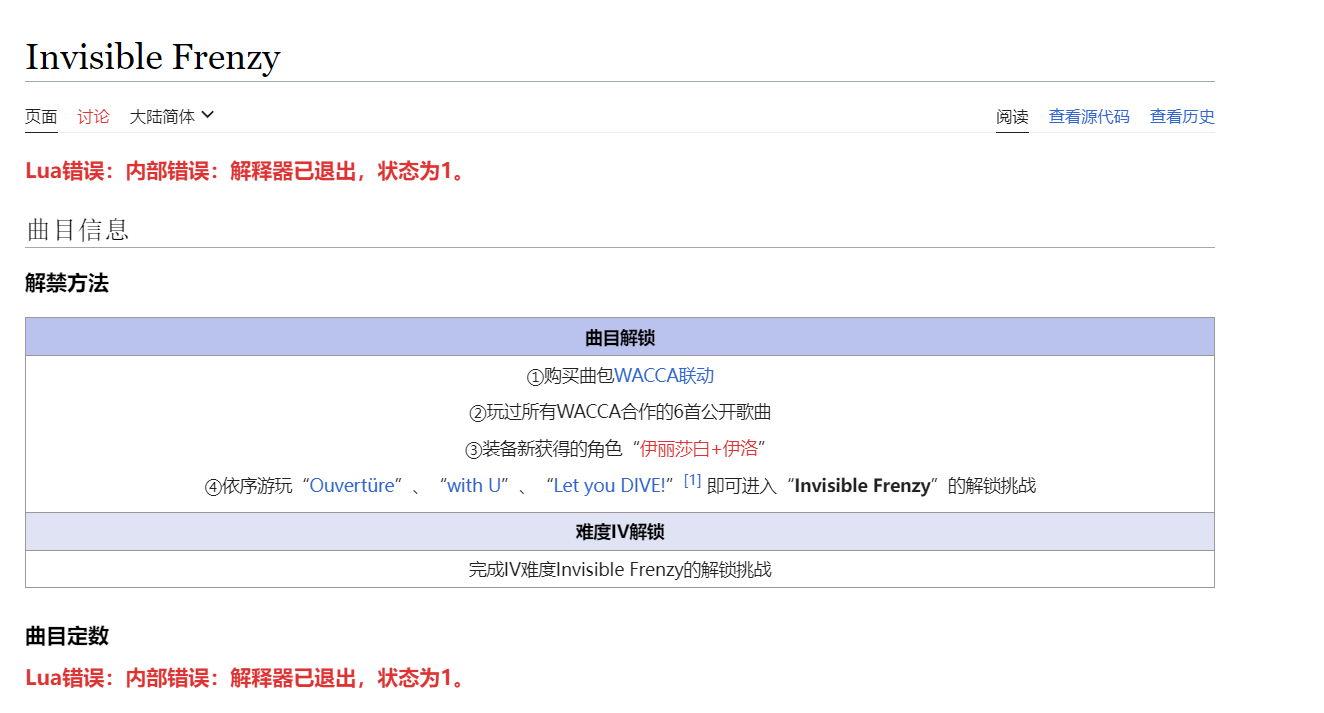 Invisible Frenzy
页面 讨论 大陆简体 阅读 查看源代码 查看历史
Lua错误：内部错误：解释器已退出，状态为1。
曲目信息
解禁方法
曲目解锁
①购买曲包WACCA联动
②玩过所有WACCA合作的6首公开歌曲
③装备新获得的角色“伊丽莎白+伊洛”
④依序游玩“Ouvertüre”、“with U”、“Let you DIVE!”[1] 即可进入“Invisible Frenzy”的解锁挑战
难度IV解锁
完成IV难度Invisible Frenzy的解锁挑战
曲目定数
Lua错误：内部错误：解释器已退出，状态为1。